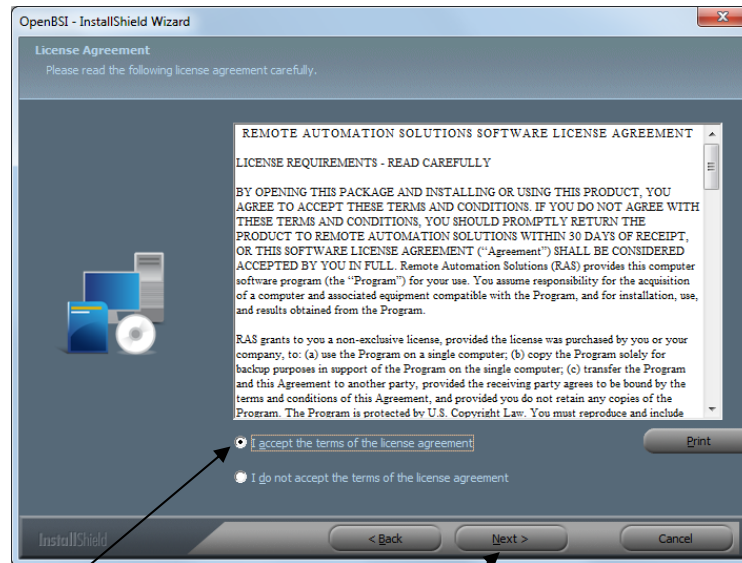 OpenBSI - InstallShield Wizard
License Agreement
Please read the following license agreement carefully.
REMOTE AUTOMATION SOLUTIONS SOFTWARE LICENSE AGREEMENT
LICENSE REQUIREMENTS - READ CAREFULLY
BY OPENING THIS PACKAGE AND INSTALLING OR USING THIS PRODUCT, YOU
AGREE TO ACCEPT THESE TERMS AND CONDITIONS. IF YOU DO NOT AGREE WITH
THESE TERMS AND CONDITIONS, YOU SHOULD PROMPTLY RETURN THE
PRODUCT TO REMOTE AUTOMATION SOLUTIONS WITHIN 30 DAYS OF RECEIPT,
OR THIS SOFTWARE LICENSE AGREEMENT (“Agreement”) SHALL BE CONSIDERED
ACCEPTED BY YOU IN FULL. Remote Automation Solutions (RAS) provides this computer
software program (the “Program”) for your use. You assume responsibility for the acquisition
of a computer and associated equipment compatible with the Program, and for installation, use,
and results obtained from the Program.
RAS grants to you a non-exclusive license, provided the license was purchased by you or your
company, to: (a) use the Program on a single computer; (b) copy the Program solely for
backup purposes in support of the Program on the single computer; (c) transfer the Program
and this Agreement to another party, provided the receiving party agrees to be bound by the
terms and conditions of this Agreement, and provided you do not retain any copies of the
Program. The Program is protected by U.S. Copyright Law. You must reproduce and include
I accept the terms of the license agreement
Print
I do not accept the terms of the license agreement
InstallShield
< Back
Next >
Cancel